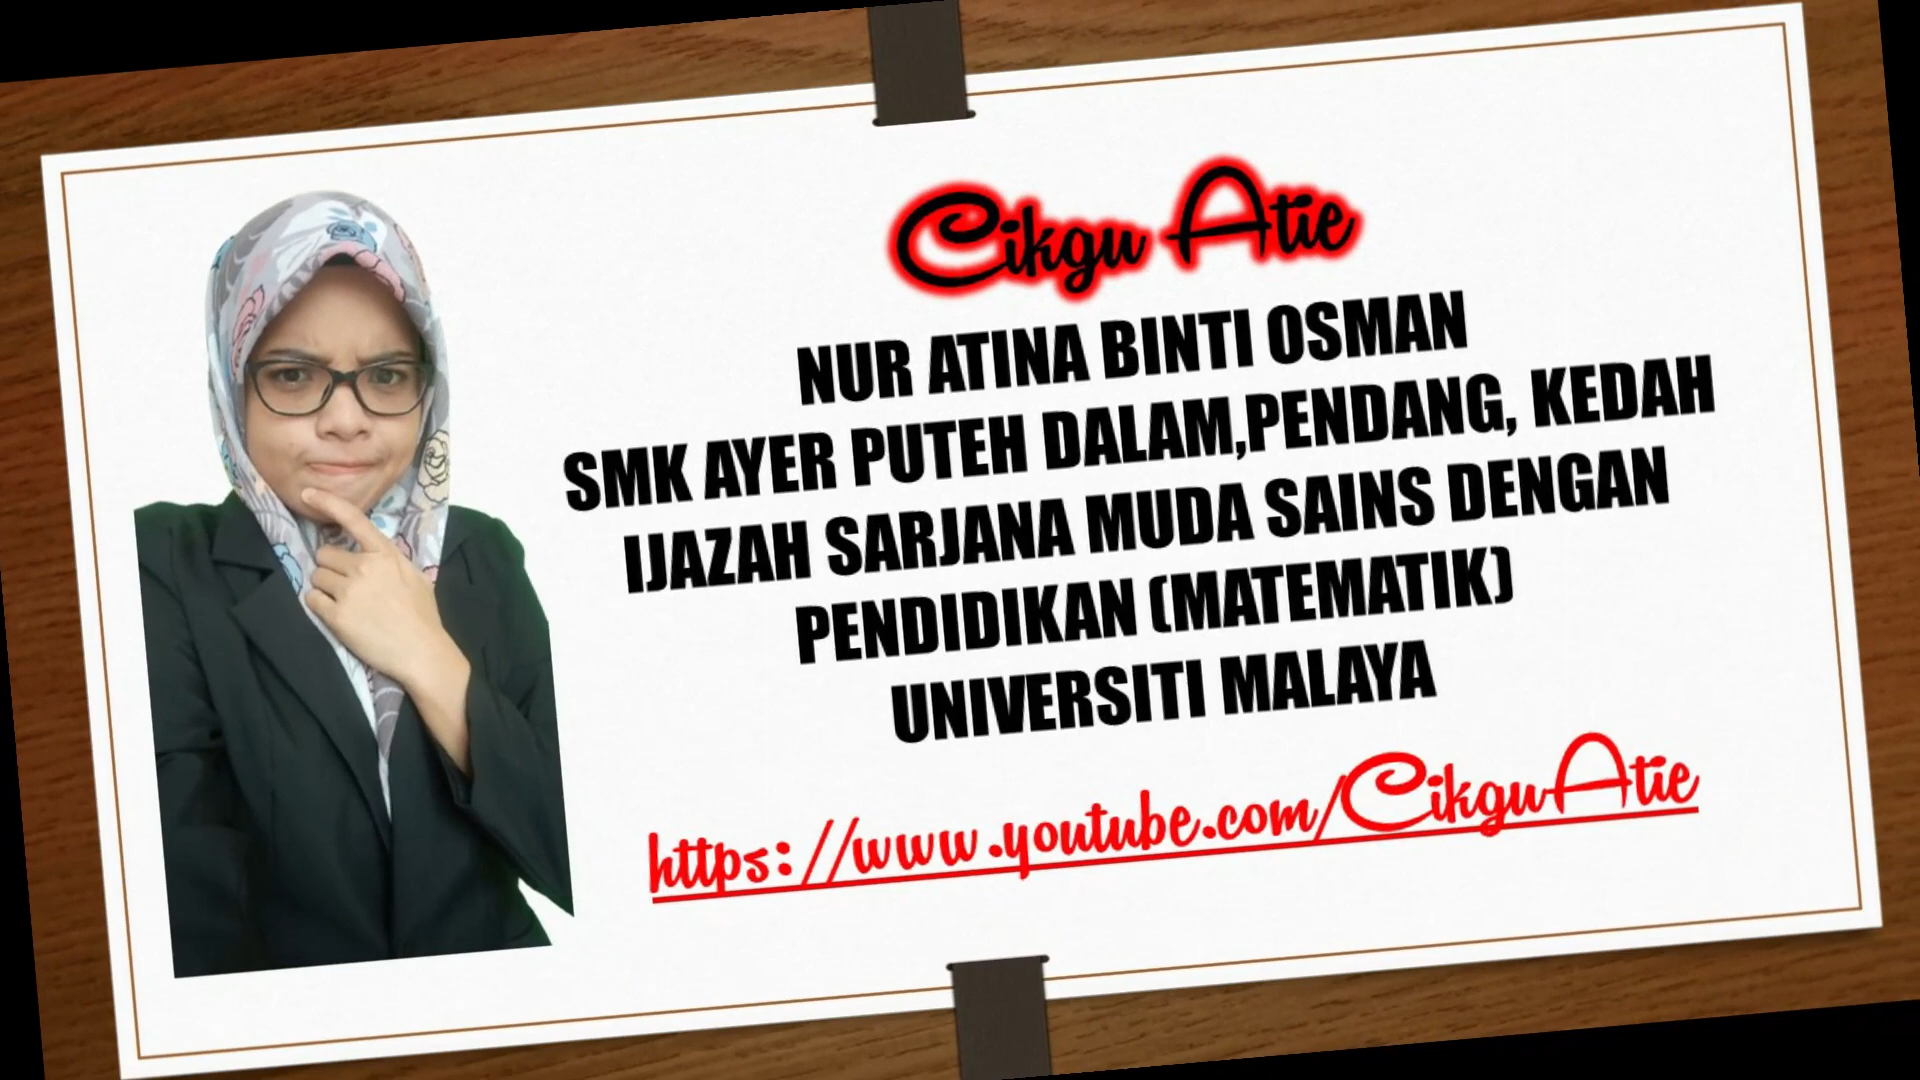 Cikgu Atie
NUR ATINA BINTI OSMAN
SMK AYER PUTEH DALAM,PENDANG, KEDAH
IJAZAH SARJANA MUDA SAINS DENGAN
PENDIDIKAN (MATEMATIK)
UNIVERSITI MALAYA
https://www.youtube.com/CikguAtie